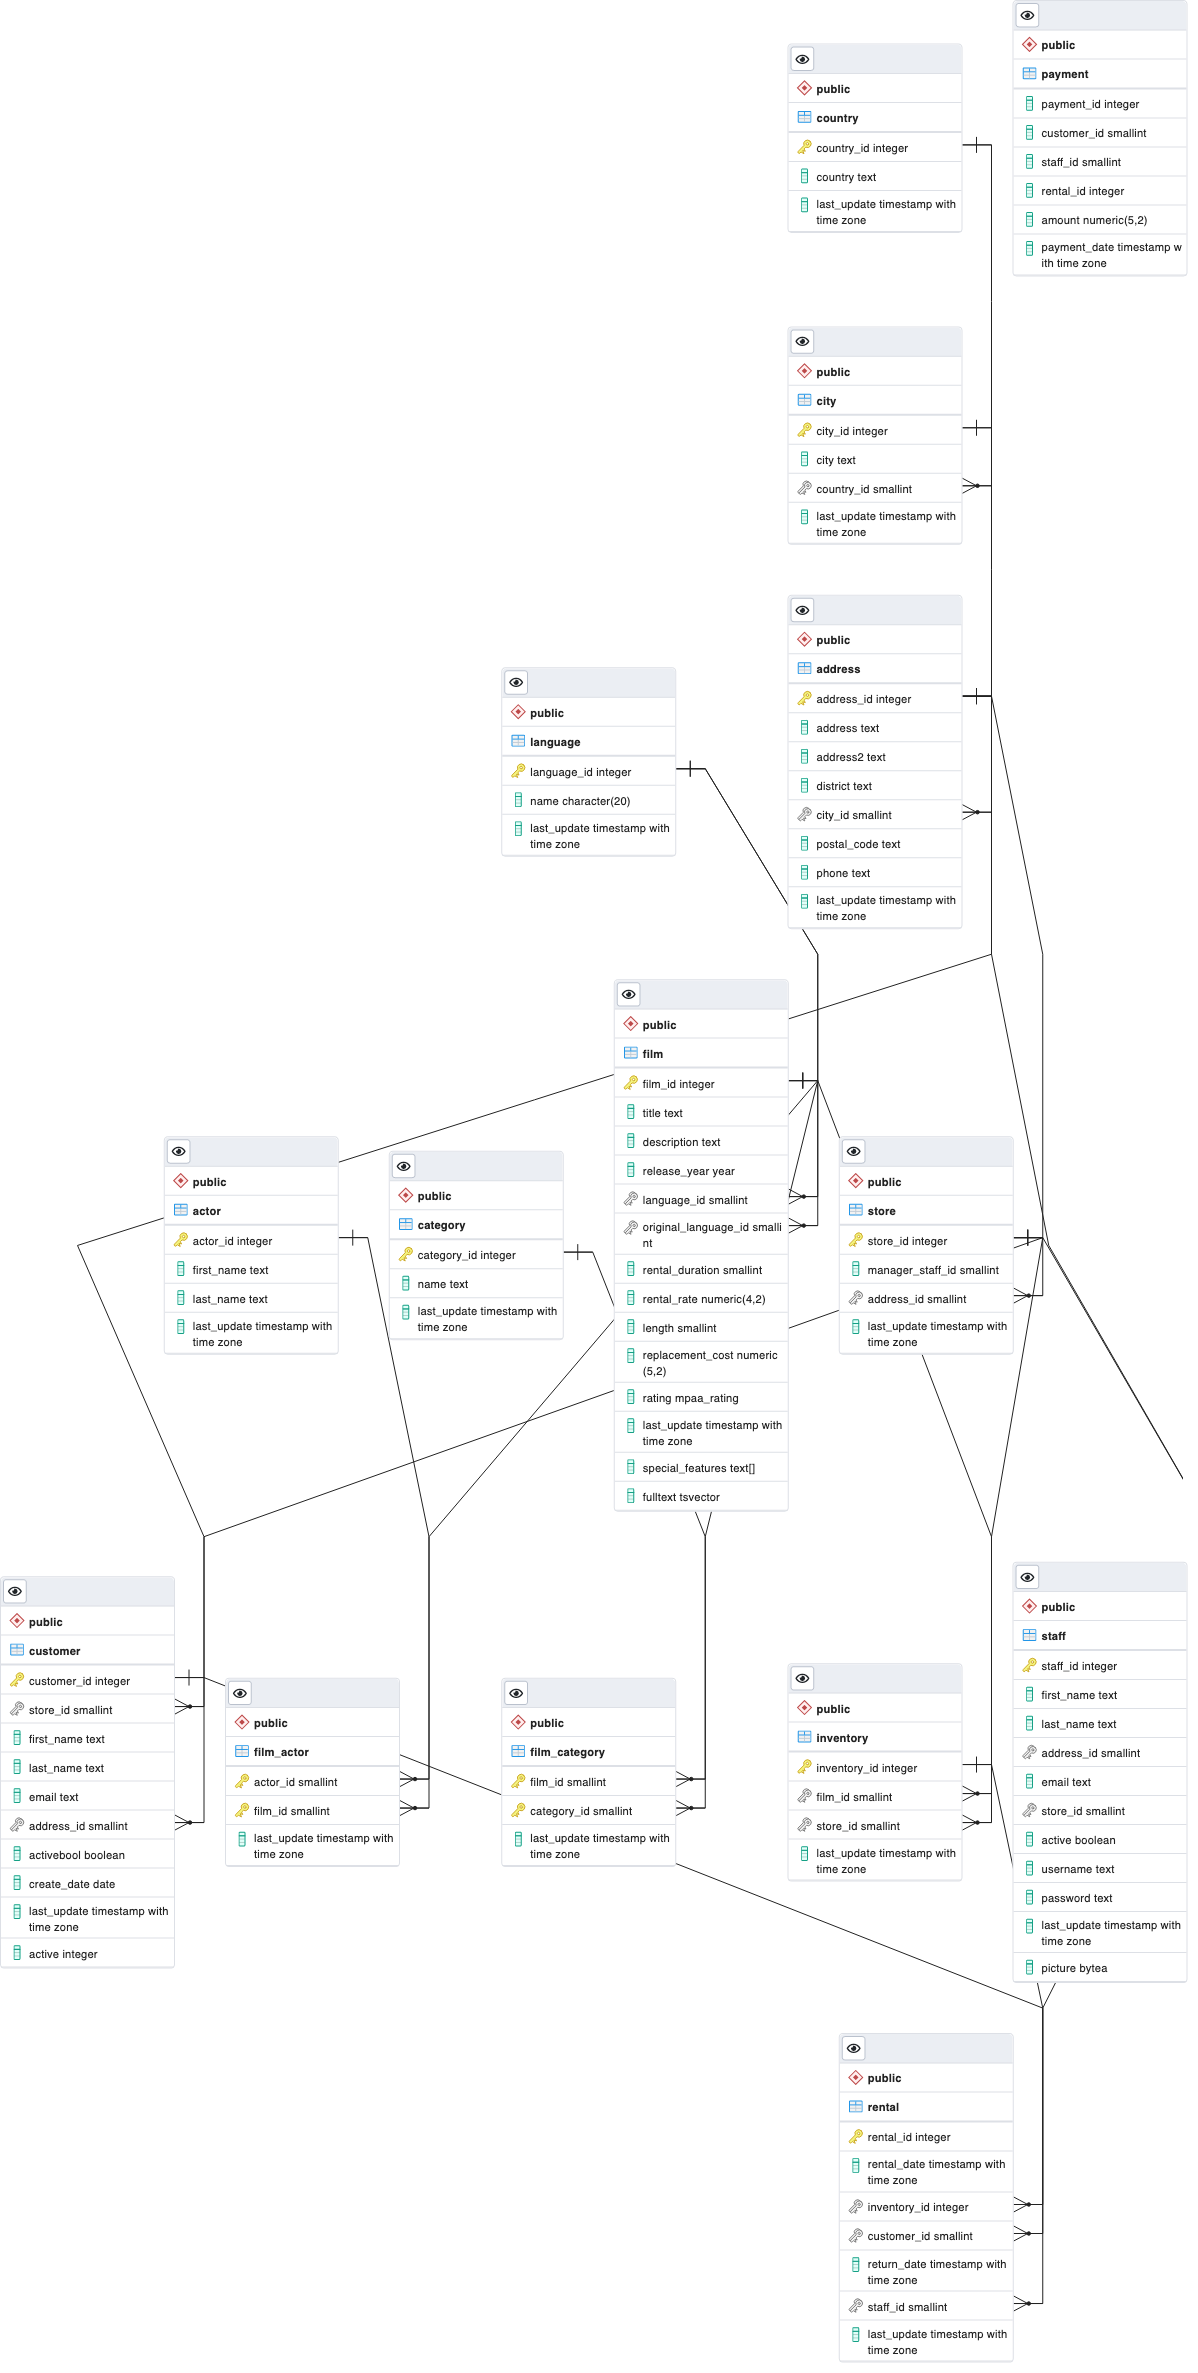 public
payment
payment_id integer
customer_id smallint
staff_id smallint
rental_id integer
amount numeric(5,2)
payment_date timestamp w
ith time zone
public
country
country_id integer
country text
last_update timestamp with
time zone
public
city
city_id integer
city text
country_id smallint
last_update timestamp with
time zone
public
address
address_id integer
address text
address2 text
district text
city_id smallint
postal_code text
phone text
last_update timestamp with
time zone
public
language
language_id integer
name character(20)
last_update timestamp with
time zone
public
film
film_id integer
title text
description text
release_year year
language_id smallint
original_language_id smalli
nt
rental_duration smallint
rental_rate numeric(4,2)
length smallint
replacement_cost numeric
(5,2)
rating mpaa_rating
last_update timestamp with
time zone
special_features text[]
fulltext tsvector
public
actor
actor_id integer
first_name text
last_name text
last_update timestamp with
time zone
public
category
category_id integer
name text
last_update timestamp with
time zone
public
store
store_id integer
manager_staff_id smallint
address_id smallint
last_update timestamp with
time zone
public
customer
customer_id integer
store_id smallint
first_name text
last_name text
email text
address_id smallint
activebool boolean
create_date date
last_update timestamp with
time zone
active integer
public
film_actor
actor_id smallint
film_id smallint
last_update timestamp with
time zone
public
film_category
film_id smallint
category_id smallint
last_update timestamp with
time zone
public
inventory
inventory_id integer
film_id smallint
store_id smallint
last_update timestamp with
time zone
public
staff
staff_id integer
first_name text
last_name text
address_id smallint
email text
store_id smallint
active boolean
username text
password text
last_update timestamp with
time zone
picture bytea
public
rental
rental_id integer
rental_date timestamp with
time zone
inventory_id integer
customer_id smallint
return_date timestamp with
time zone
staff_id smallint
last_update timestamp with
time zone